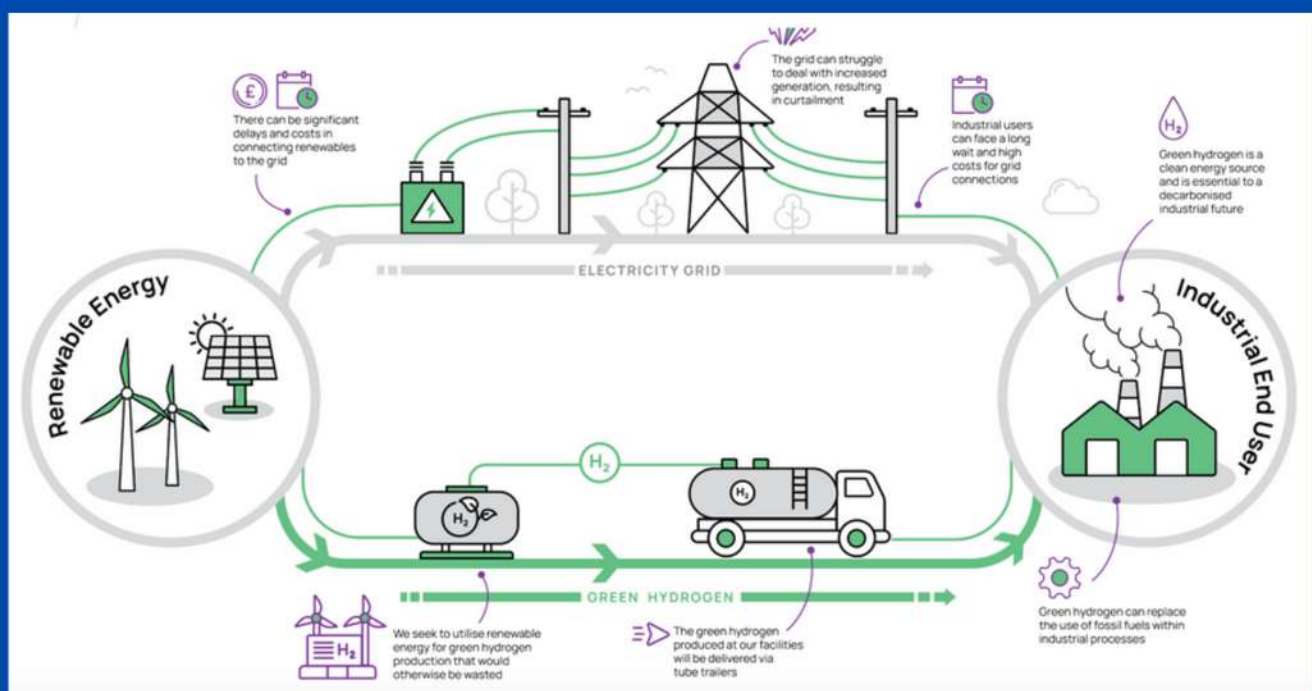 £
There can be significant
delays and costs in
connecting renewables
to the grid
The grid can struggle
to deal with increased
generation, resulting
in curtailment
Industrial users
can face a long
wait and high
costs for grid
connections
H₂
Green hydrogen is a
clean energy source
and is essential to a
decarbonised
industrial future
ELECTRICITY GRID
Renewable Energy
Industrial End User
H₂
H₂
H₂
GREEN HYDROGEN
H₂
We seek to utilise renewable
energy for green hydrogen
production that would
otherwise be wasted
The green hydrogen
produced at our facilities
will be delivered via
tube trailers
Green hydrogen can replace
the use of fossil fuels within
industrial processes